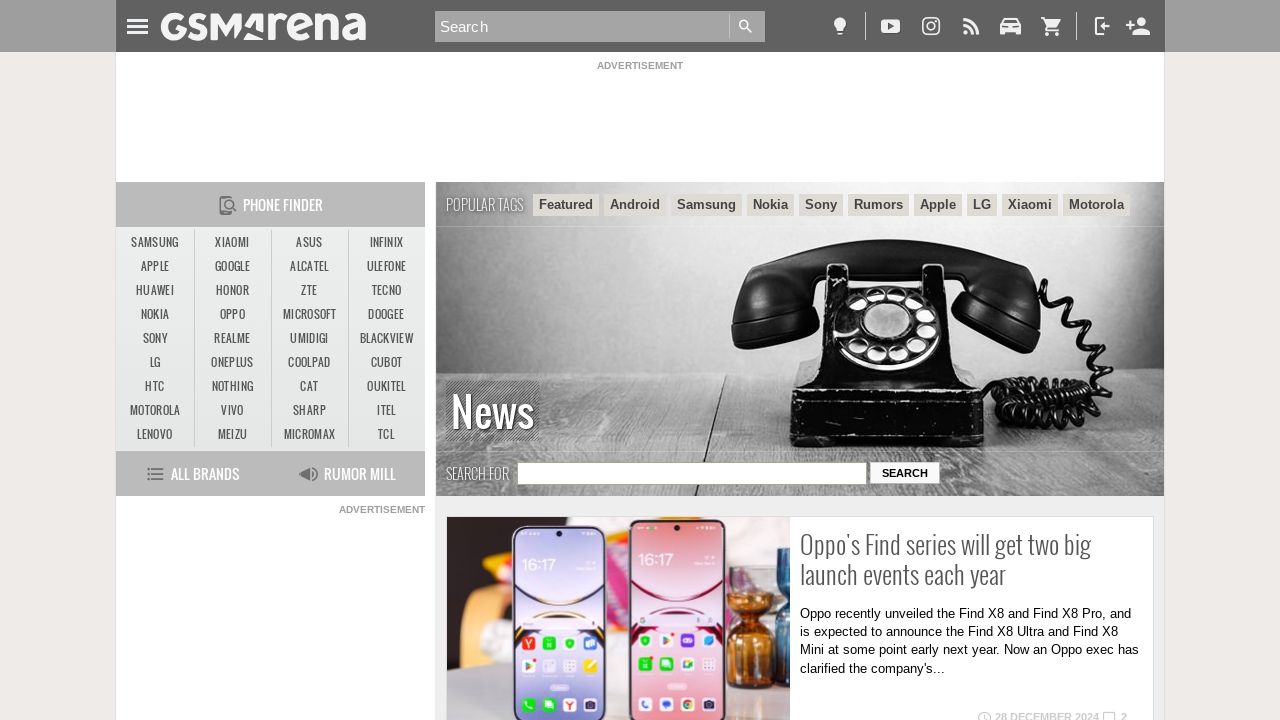 GSMArena
Search
ADVERTISEMENT
PHONE FINDER
SAMSUNG XIAOMI ASUS INFINIX
APPLE GOOGLE ALCATEL ULEFONE
HUAWEI HONOR ZTE TECNO
NOKIA OPPO MICROSOFT DOOGEE
SONY REALME UMIDIGI BLACKVIEW
LG ONEPLUS COOLPAD CUBOT
HTC NOTHING CAT OUKITEL
MOTOROLA VIVO SHARP ITEL
LENOVO MEIZU MICROMAX TCL
ALL BRANDS RUMOR MILL
ADVERTISEMENT
POPULAR TAGS Featured Android Samsung Nokia Sony Rumors Apple LG Xiaomi Motorola
News
SEARCH FOR SEARCH
16:17 16:17
Oppo's Find series will get two big
launch events each year
Oppo recently unveiled the Find X8 and Find X8 Pro, and
is expected to announce the Find X8 Ultra and Find X8
Mini at some point early next year. Now an Oppo exec has
clarified the company's...
28 DECEMBER 2024 2